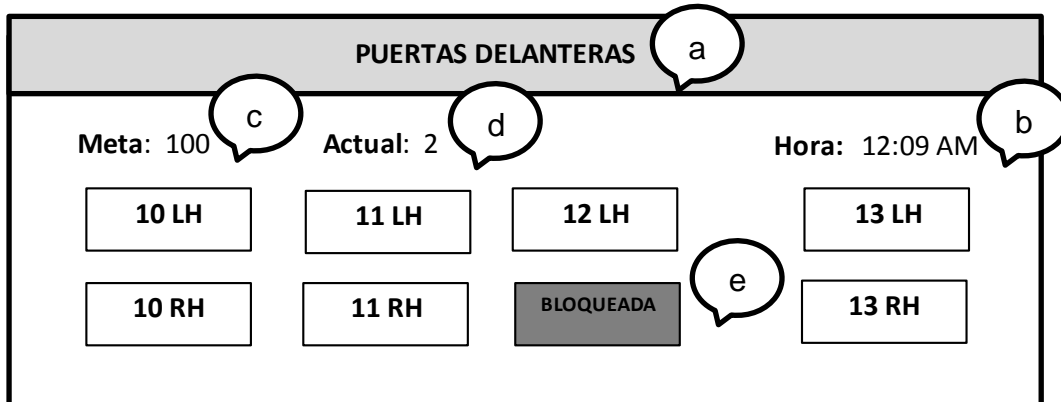 PUERTAS DELANTERAS
a
c
d
b
Meta: 100
Actual: 2
Hora: 12:09 AM
10 LH
11 LH
12 LH
13 LH
e
10 RH
11 RH
BLOQUEADA
13 RH